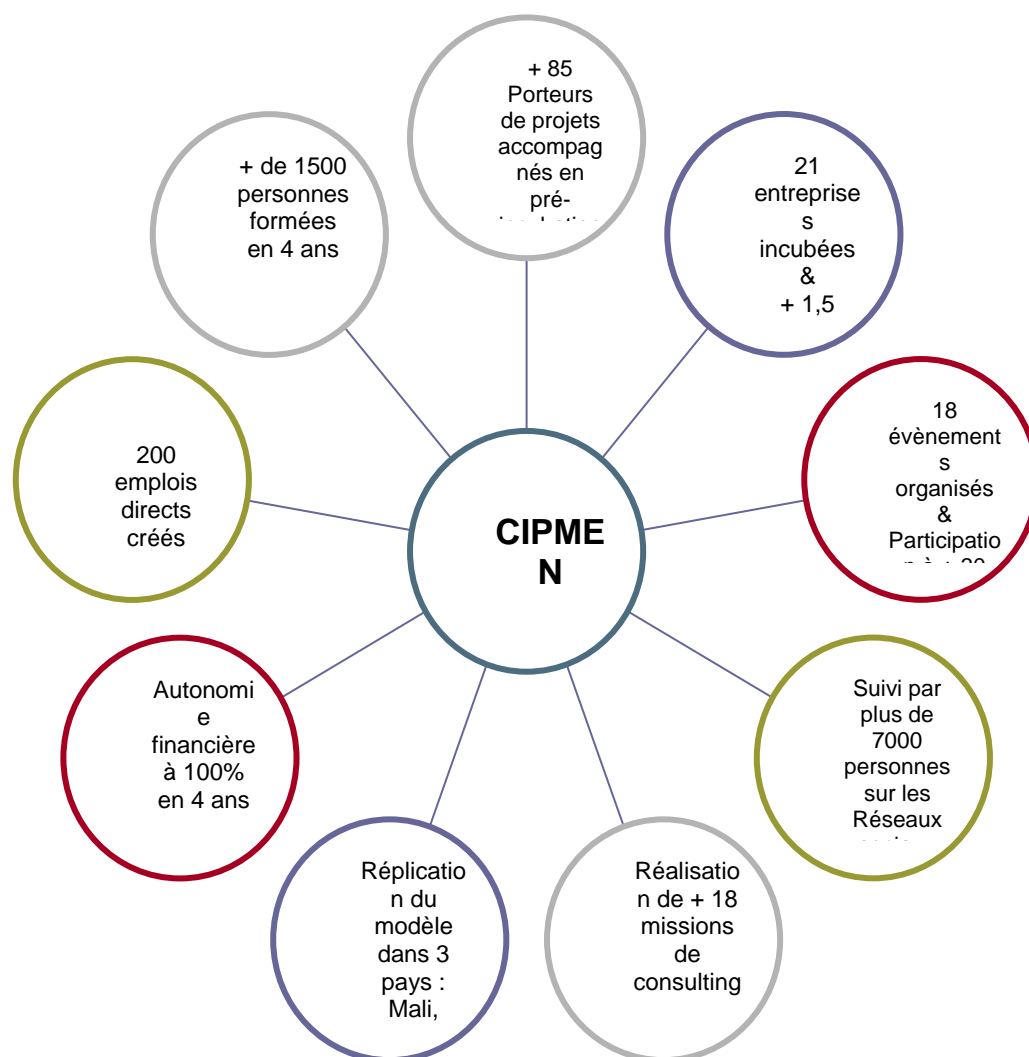 + 85
Porteurs
de projets
accompag
nés en
pré-
+ de 1500
personnes
formées
en 4 ans
21
entreprise
s
incubées
&
+ 1,5
200
emplois
directs
créés
18
évènement
s
organisés
&
Participatio
CIPME
N
Autonomi
e
financière
à 100%
en 4 ans
Suivi par
plus de
7000
personnes
sur les
Réseaux
Réplicatio
n du
modèle
dans 3
pays :
Mali,
Réalisatio
n de + 18
missions
de
consulting